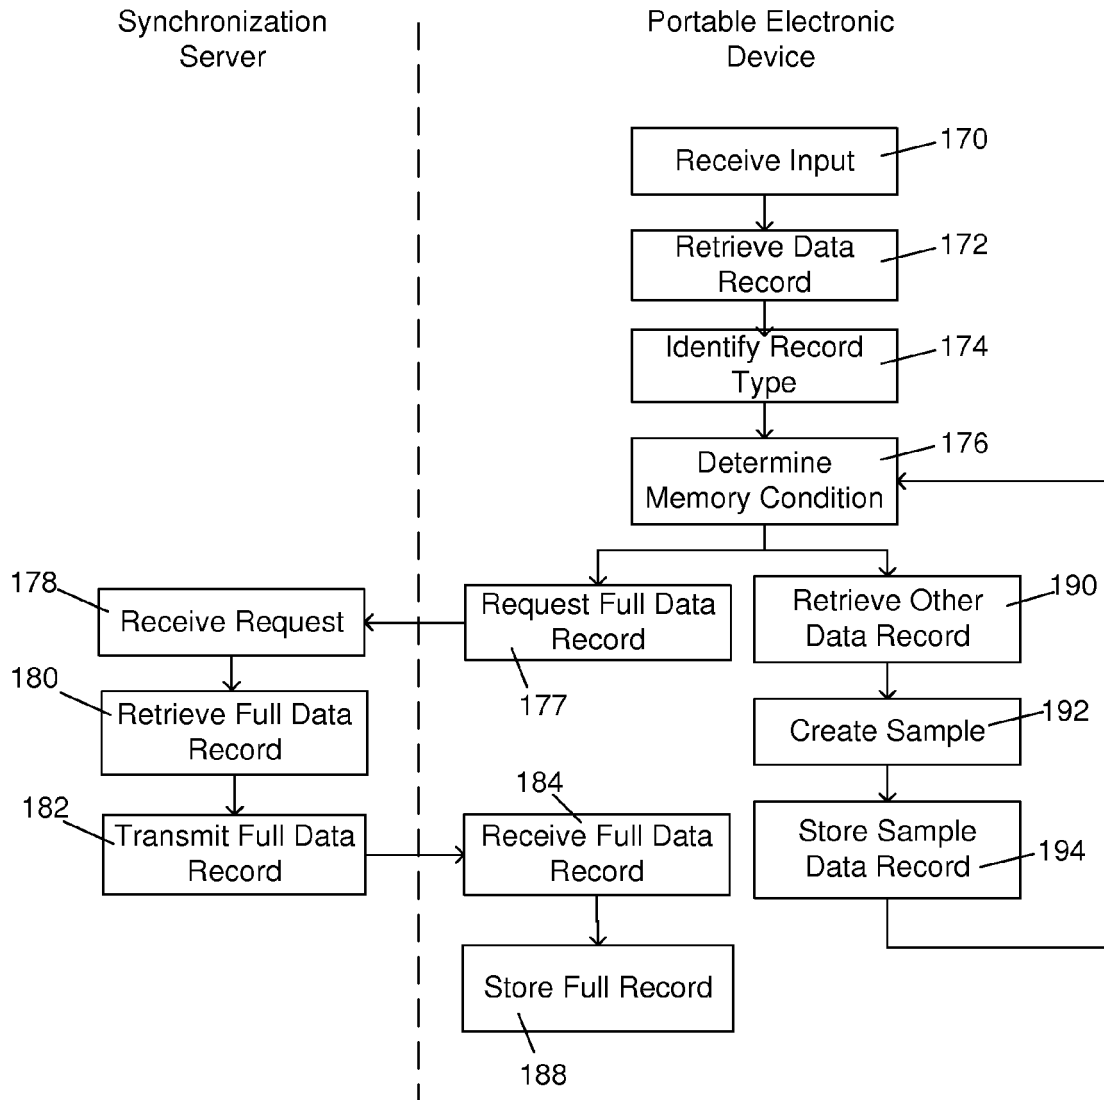 Synchronization
Server
Portable Electronic
Device
Receive Input
170
Retrieve Data
Record
172
Identify Record
Type
174
Determine
Memory Condition
176
178
Receive Request
Request Full Data
Record
177
Retrieve Other
Data Record
190
180
Retrieve Full Data
Record
Create Sample
192
182
Transmit Full Data
Record
184
Receive Full Data
Record
Store Sample
Data Record
194
Store Full Record
188